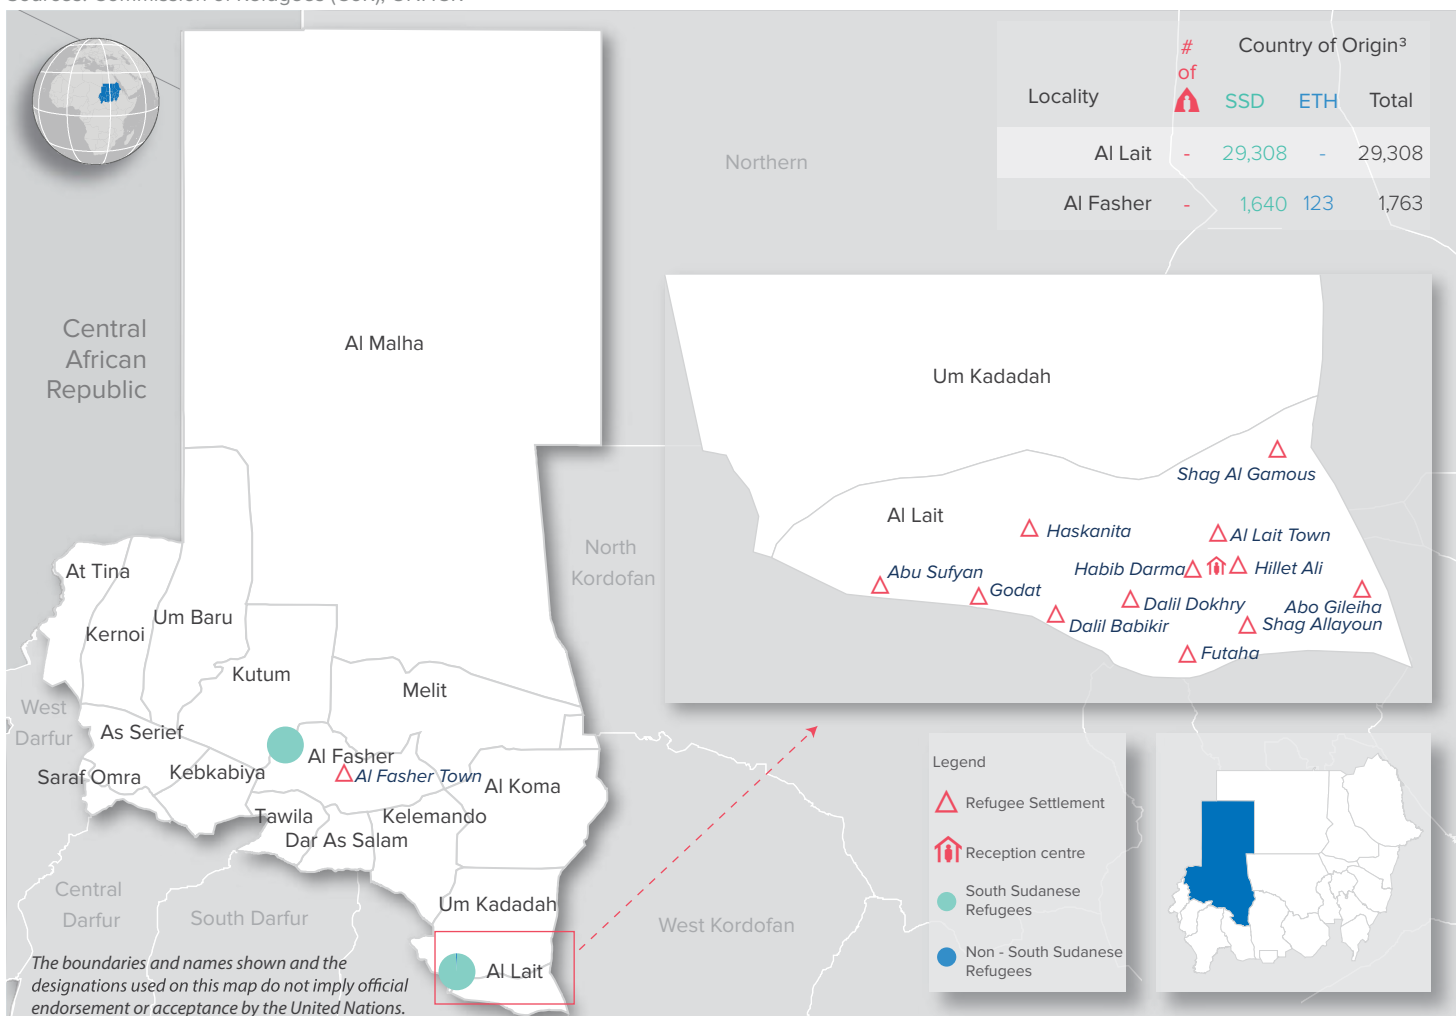 Sources: Commission of Refugees (COR), UNHCR
# of
Country of Origin³
Locality SSD ETH Total
Al Lait - 29,308 - 29,308
Al Fasher - 1,640 123 1,763
Northern
Central
African
Republic
Al Malha
Um Kadadah
Shag Al Gamous
Al Lait
Haskanita
Al Lait Town
Abu Sufyan
Godat
Habib Darma
Hillet Ali
Dalil Dokhry
Abo Gileiha
Dalil Babikir
Shag Allayoun
Futaha
North
Kordofan
At Tina
Um Baru
Kernoi
Kutum
Melit
West
Darfur
As Serief
Al Fasher
Saraf Omra
Kebkabiya
Al Fasher Town
Al Koma
Tawila
Kelemando
Dar As Salam
Central
Darfur
South Darfur
Um Kadadah
West Kordofan
Al Lait
Legend
Refugee Settlement
Reception centre
South Sudanese
Refugees
Non - South Sudanese
Refugees
The boundaries and names shown and the
designations used on this map do not imply official
endorsement or acceptance by the United Nations.